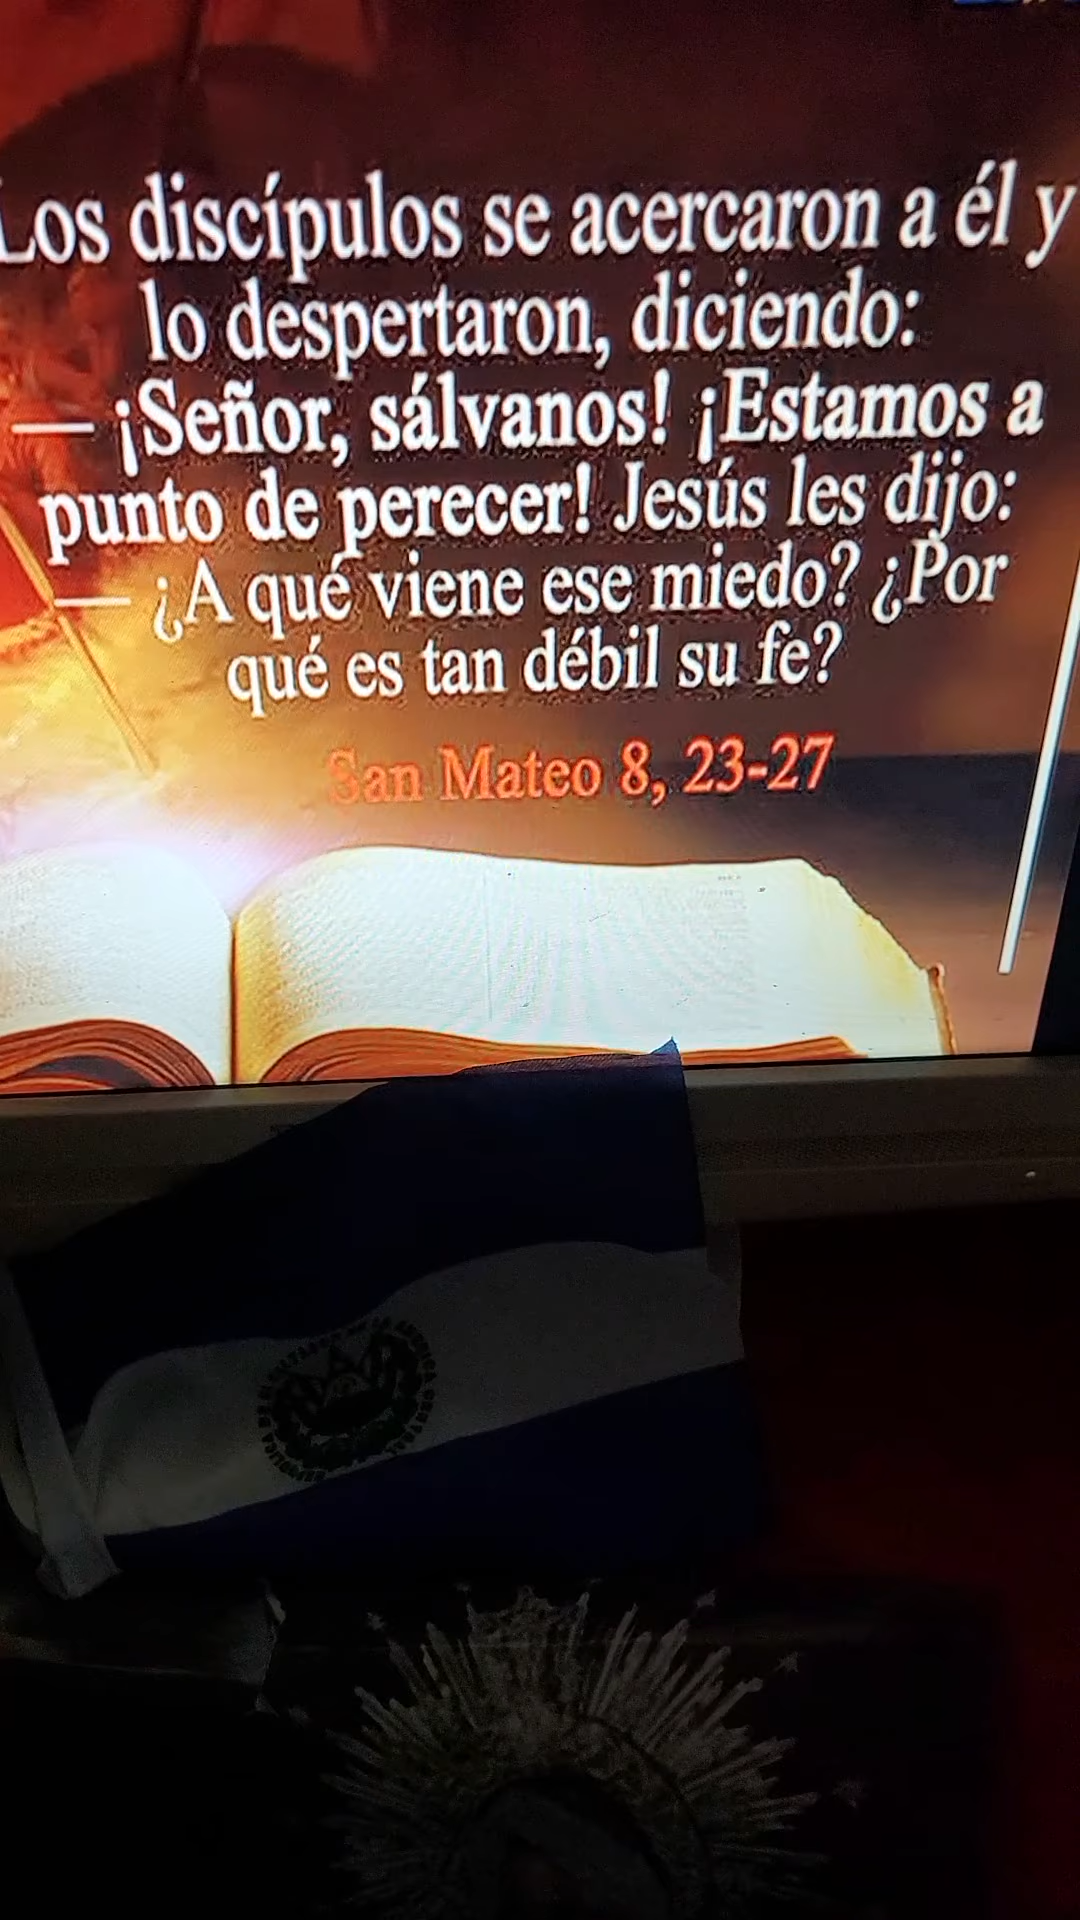 Los discípulos se acercaron a él y
lo despertaron, diciendo:
— ¡Señor, sálvanos! ¡Estamos a
punto de perecer! Jesús les dijo:
— ¿A qué viene ese miedo? ¿Por
qué es tan débil su fe?
San Mateo 8, 23-27